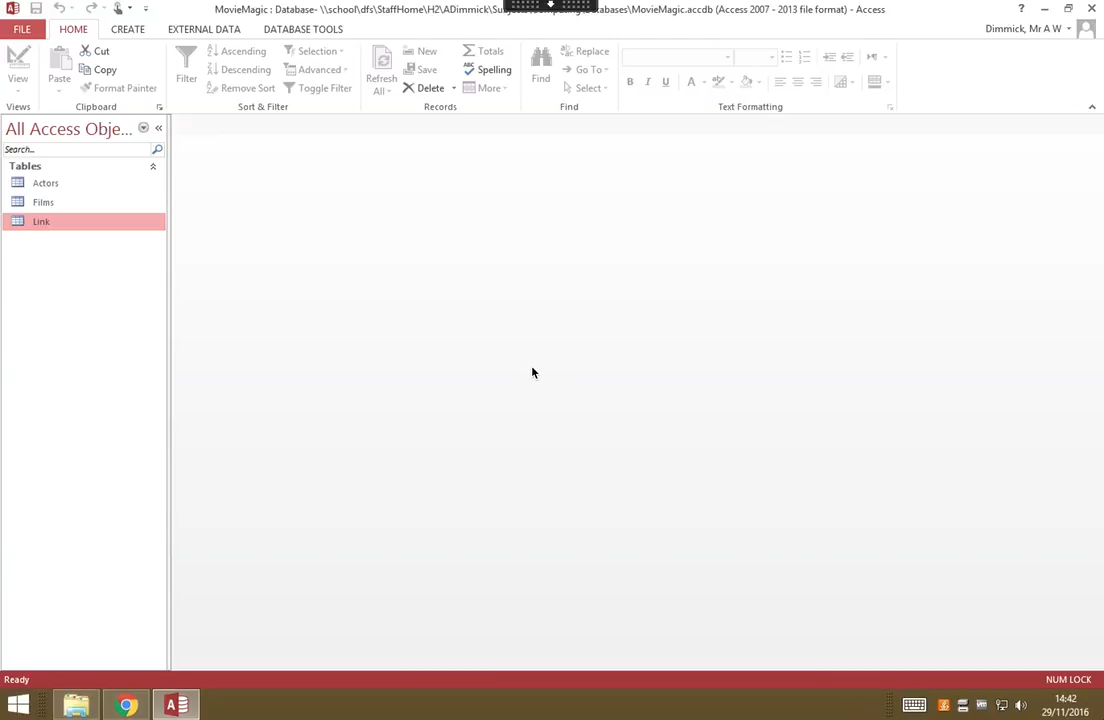 MovieMagic : Database- \\school\dfs\StaffHome\H2\ADimmick\Subj databases\MovieMagic.accdb (Access 2007 - 2013 file format) - Access
FILE HOME CREATE EXTERNAL DATA DATABASE TOOLS Dimmick, Mr A W
View
Views
Paste
Cut
Copy
Format Painter
Clipboard
Filter
Ascending
Descending
Remove Sort
Selection
Advanced
Toggle Filter
Sort & Filter
Refresh
All
New
Save
Delete
Totals
Spelling
More
Records
Find
Replace
Go To
Select
Find
B I U A
Text Formatting
All Access Obje...
Search...
Tables
Actors
Films
Link
Ready NUM LOCK
14:42
29/11/2016